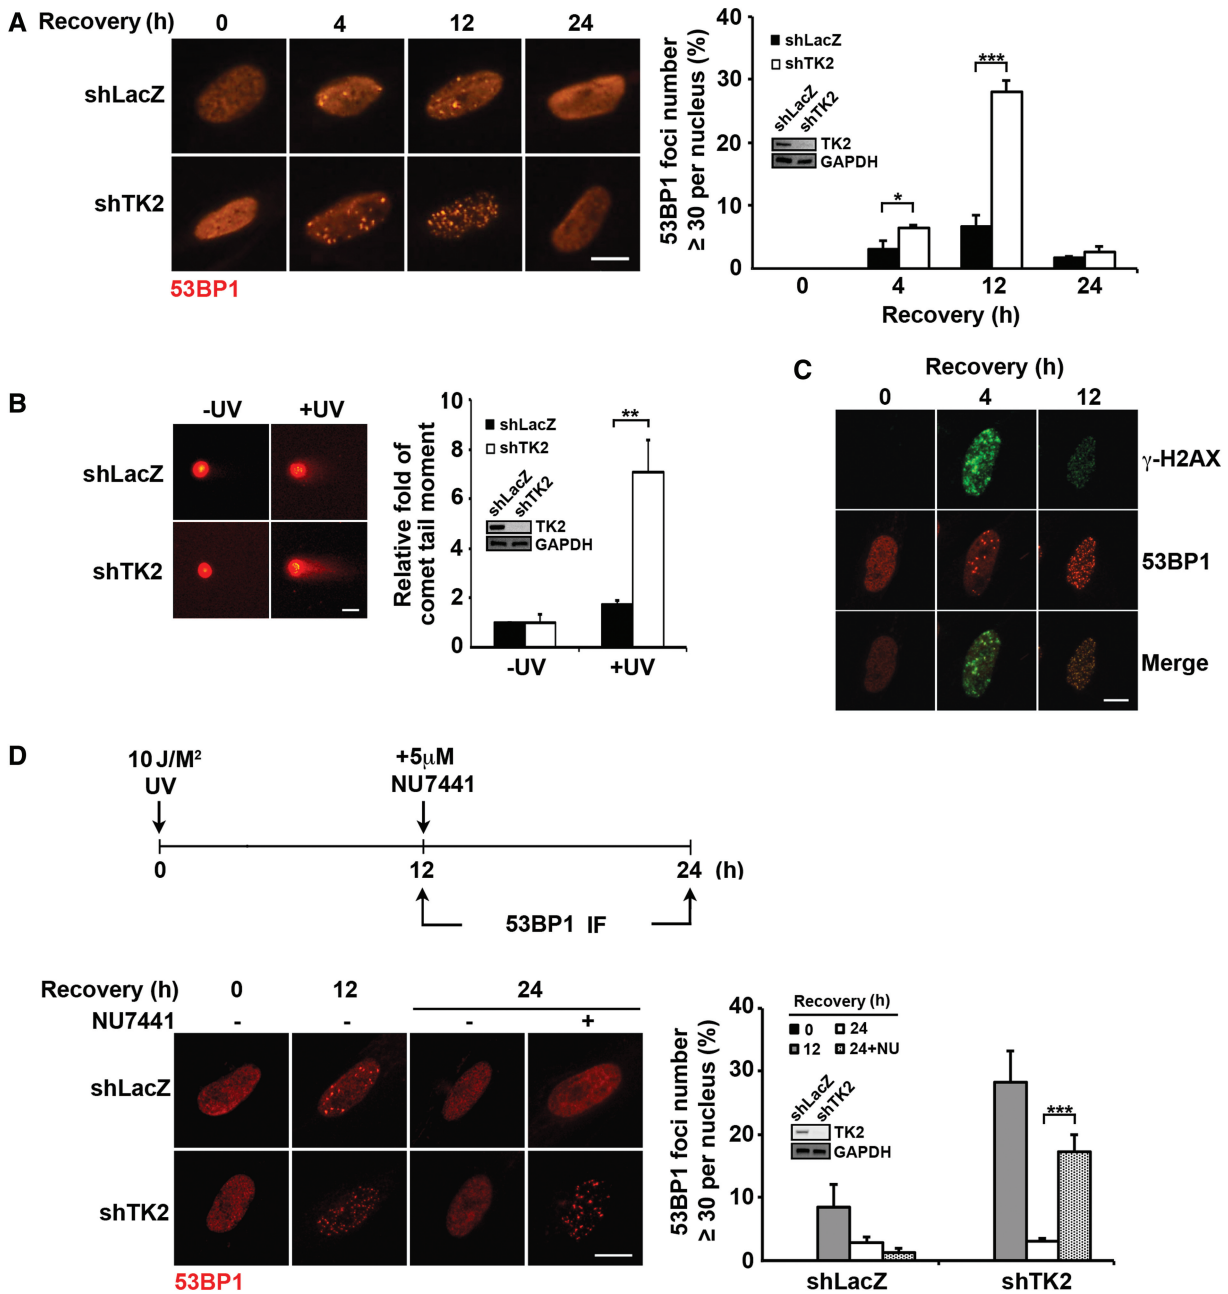 A
Recovery (h) 0 4 12 24
shLacZ
shTK2
53BP1
53BP1 foci number
≥ 30 per nucleus (%)
40
30
20
10
0
shLacZ
shTK2
shLacZ
shTK2
TK2
GAPDH
*
***
0 4 12 24
Recovery (h)
B
-UV +UV
shLacZ
shTK2
Relative fold of
comet tail moment
10
8
6
4
2
0
shLacZ
shTK2
shLacZ
shTK2
TK2
GAPDH
**
-UV +UV
C
Recovery (h)
0 4 12
γ-H2AX
53BP1
Merge
D
10 J/M²
UV
+5μM
NU7441
0 12 24 (h)
53BP1 IF
Recovery (h) 0 12 24
NU7441 - - - +
shLacZ
shTK2
53BP1
53BP1 foci number
≥ 30 per nucleus (%)
40
30
20
10
0
Recovery (h)
0 24
12 24+NU
shLacZ
shTK2
TK2
GAPDH
***
shLacZ shTK2